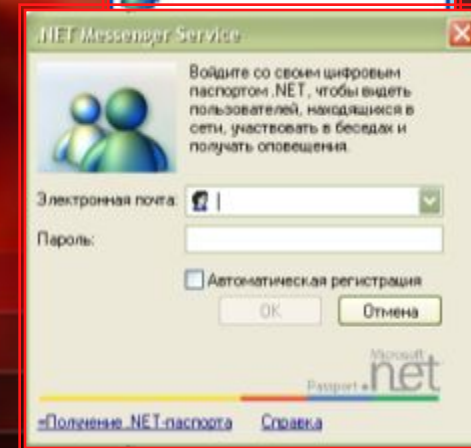 .NET Messenger Service
Войдите со своим цифровым
паспортом .NET, чтобы видеть
пользователей, находящихся в
сети, участвовать в беседах и
получать оповещения.
Электронная почта:
Пароль:
Автоматическая регистрация
OK
Отмена
Microsoft
Passport
.net
Получение .NET-паспорта
Справка